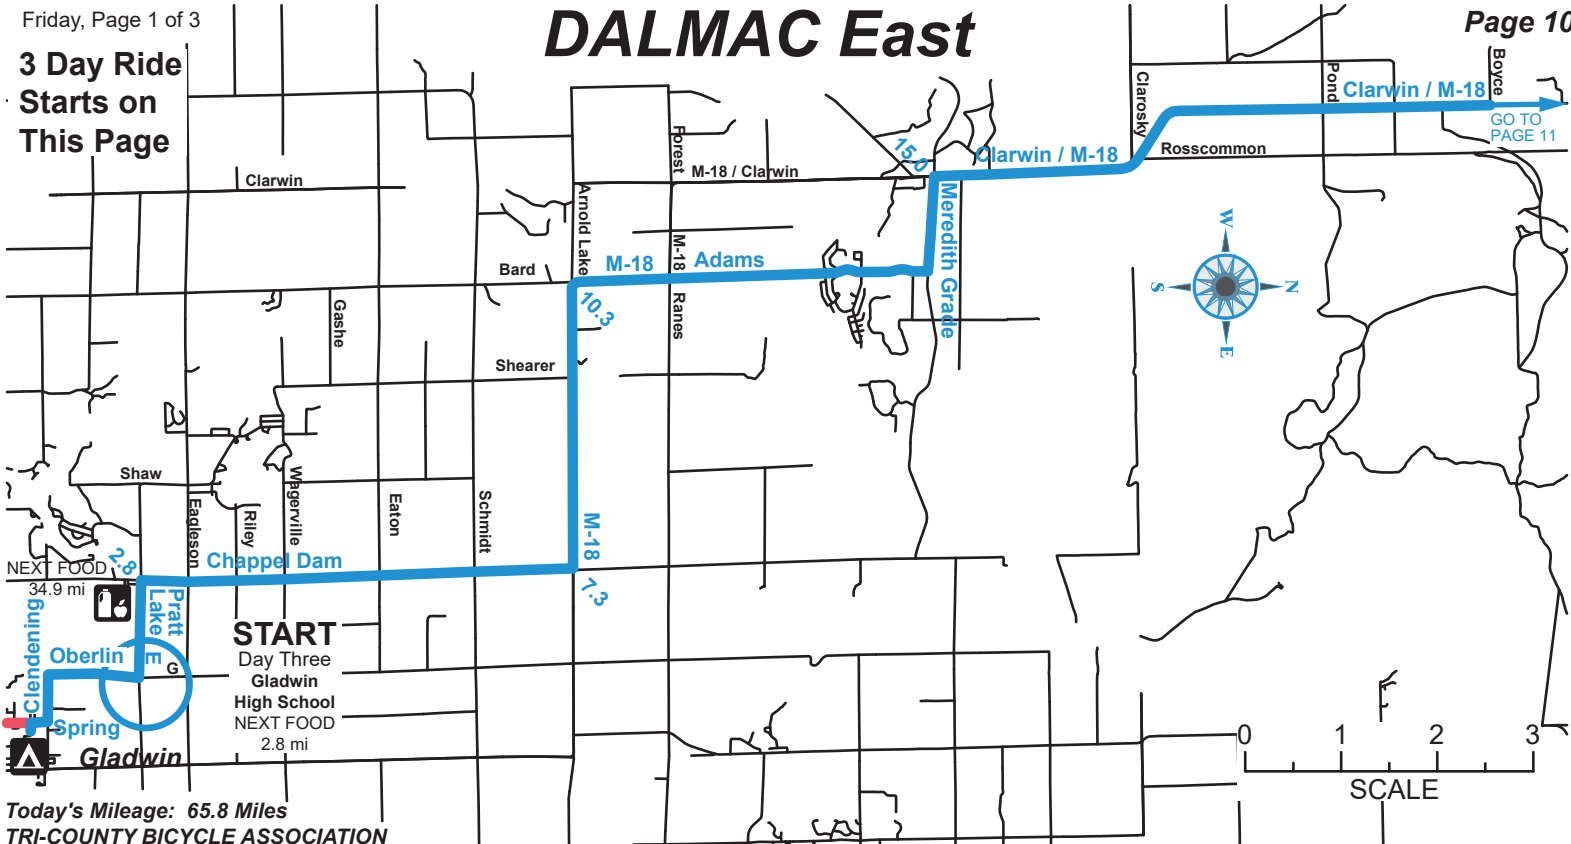 Friday, Page 1 of 3
DALMAC East
Page 10
3 Day Ride
Starts on
This Page
Boyce
Pond
Clarwin / M-18
GO TO
PAGE 11
Clarosky
Rosscommon
Forest
15.0
Clarwin / M-18
M-18 / Clarwin
Clarwin
Arnold Lake
Meredith Grade
W
N
S
E
M-18
Bard
M-18
Adams
10.3
Ranes
Gashe
Shearer
Shaw
Wagerville
Eagleson
Riley
Eaton
Schmidt
M-18
2.8
Chappel Dam
7.3
NEXT FOOD
34.9 mi
Pratt
Lake
Clendening
Oberlin
E
G
START
Day Three
Gladwin
High School
NEXT FOOD
2.8 mi
Spring
Gladwin
0 1 2 3
SCALE
Today's Mileage: 65.8 Miles
TRI-COUNTY BICYCLE ASSOCIATION